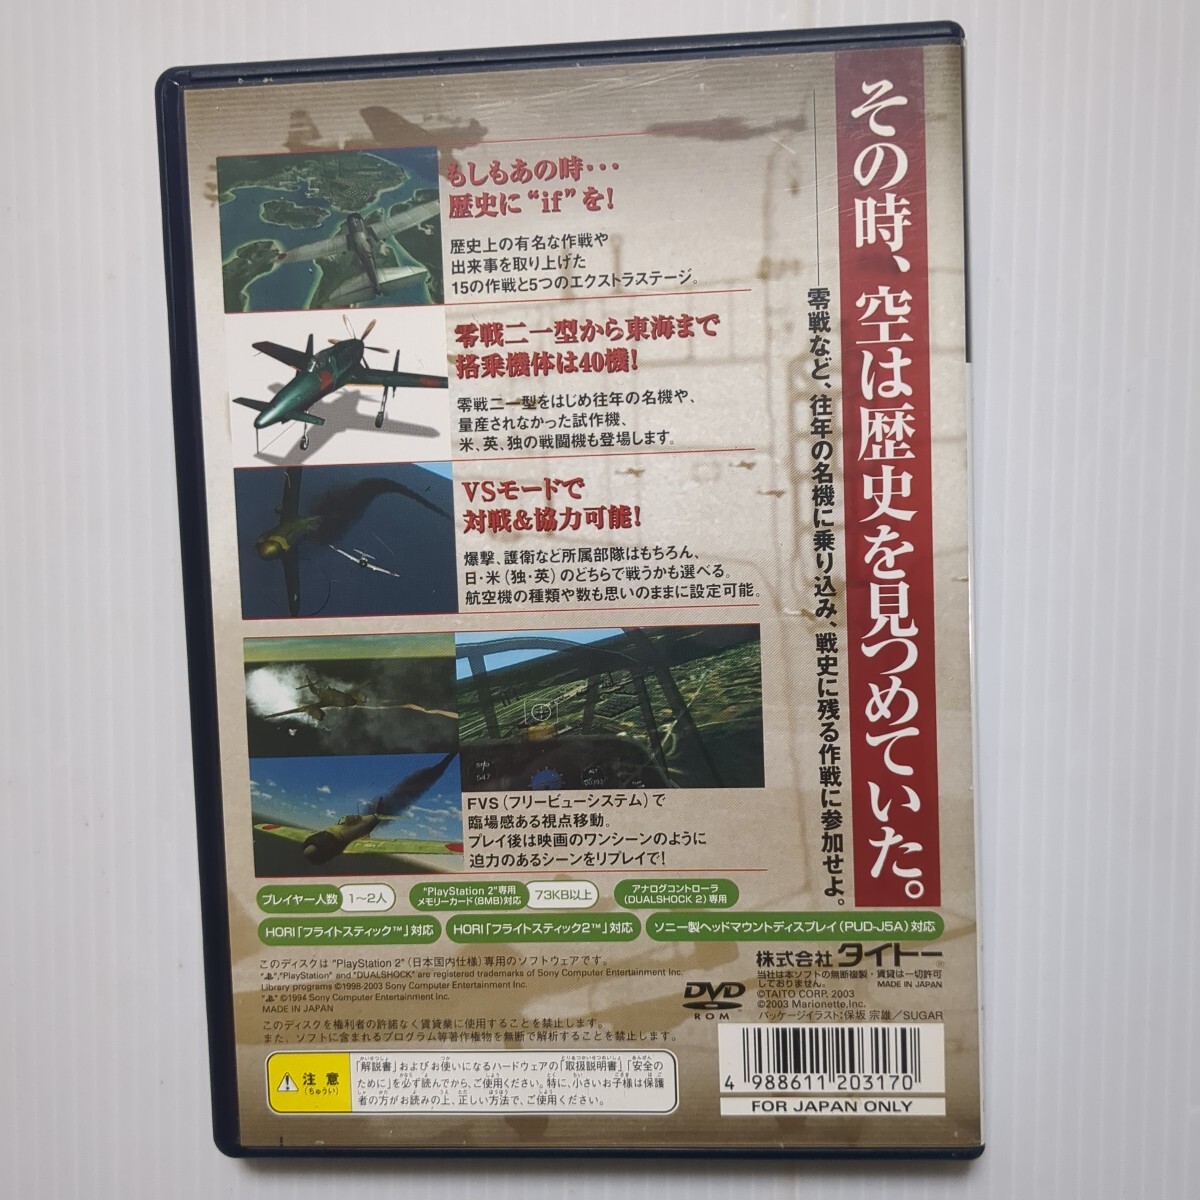 その時、空は歴史を見つめていた。
零戦など、往年の名機に乗り込み、戦史に残る作戦に参加せよ。
もしもあの時・・・
歴史に“if”を!
歴史上の有名な作戦や
出来事を取り上げた
15の作戦と5つのエクストラステージ。
零戦二一型から東海まで
搭乗機体は40機!
零戦二一型をはじめ往年の名機や、
量産されなかった試作機、
米、英、独の戦闘機も登場します。
VSモードで
対戦&協力可能!
爆撃、護衛など所属部隊はもちろん、
日・米(独・英)のどちらで戦うかも選べる。
航空機の種類や数も思いのままに設定可能。
FVS(フリービューシステム)で
臨場感ある視点移動。
プレイ後は映画のワンシーンのように
迫力のあるシーンをリプレイで!
プレイヤー人数 1~2人
"PlayStation 2"専用
メモリーカード(8MB)対応 73KB以上
アナログコントローラ
(DUALSHOCK 2)専用
HORI「フライトスティック™」対応
HORI「フライトスティック2™」対応
ソニー製ヘッドマウントディスプレイ(PUD-J5A)対応
このディスクは "PlayStation 2" (日本国内仕様) 専用のソフトウェアです。
"PlayStation" and "DUALSHOCK" are registered trademarks of Sony Computer Entertainment Inc.
Library programs ©1998-2003 Sony Computer Entertainment Inc.
©1994 Sony Computer Entertainment Inc.
MADE IN JAPAN
このディスクを権利者の許諾なく賃貸業に使用することを禁止します。
また、ソフトに含まれるプログラム等著作権物を無断で解析することを禁止する。
DVD
ROM
株式会社 タイトー®
当社は本ソフトの無断複製・賃貸は一切許可
しておりません。 MADE IN JAPAN
©TAITO CORP. 2003
©2003 Marionette,Inc.
パッケージイラスト:保坂 宗雄/SUGAR
注意
(ちゅうい)
「解説書」およびお使いになるハードウェアの「取扱説明書」「安全の
ために」を必ず読んでから、ご使用ください。特に、小さいお子様は保護
者の方がお読みの上、正しい方法で、ご使用ください。
4 988611 203170
FOR JAPAN ONLY